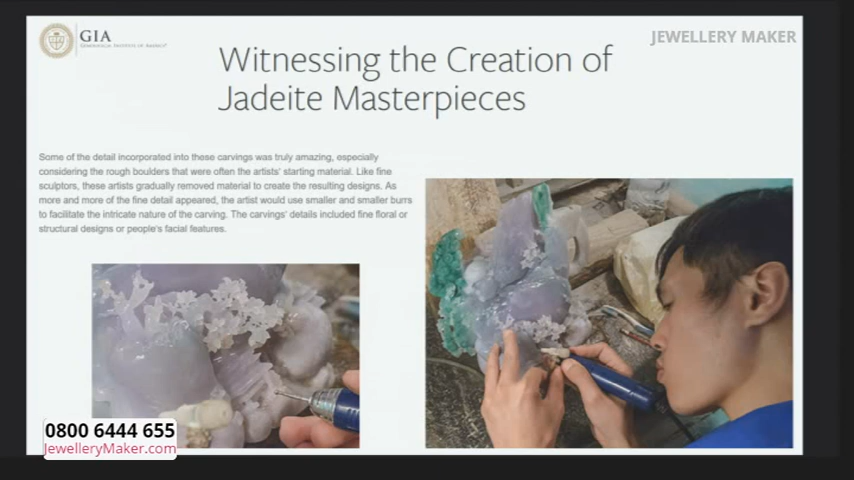 GIA
GEMOLOGICAL INSTITUTE OF AMERICA®
JEWELLERY MAKER
Witnessing the Creation of
Jadeite Masterpieces
Some of the detail incorporated into these carvings was truly amazing, especially
considering the rough boulders that were often the artists' starting material. Like fine
sculptors, these artists gradually removed material to create the resulting designs. As
more and more of the fine detail appeared, the artist would use smaller and smaller burrs
to facilitate the intricate nature of the carving. The carvings' details included fine floral or
structural designs or people's facial features.
0800 6444 655
JewelleryMaker.com